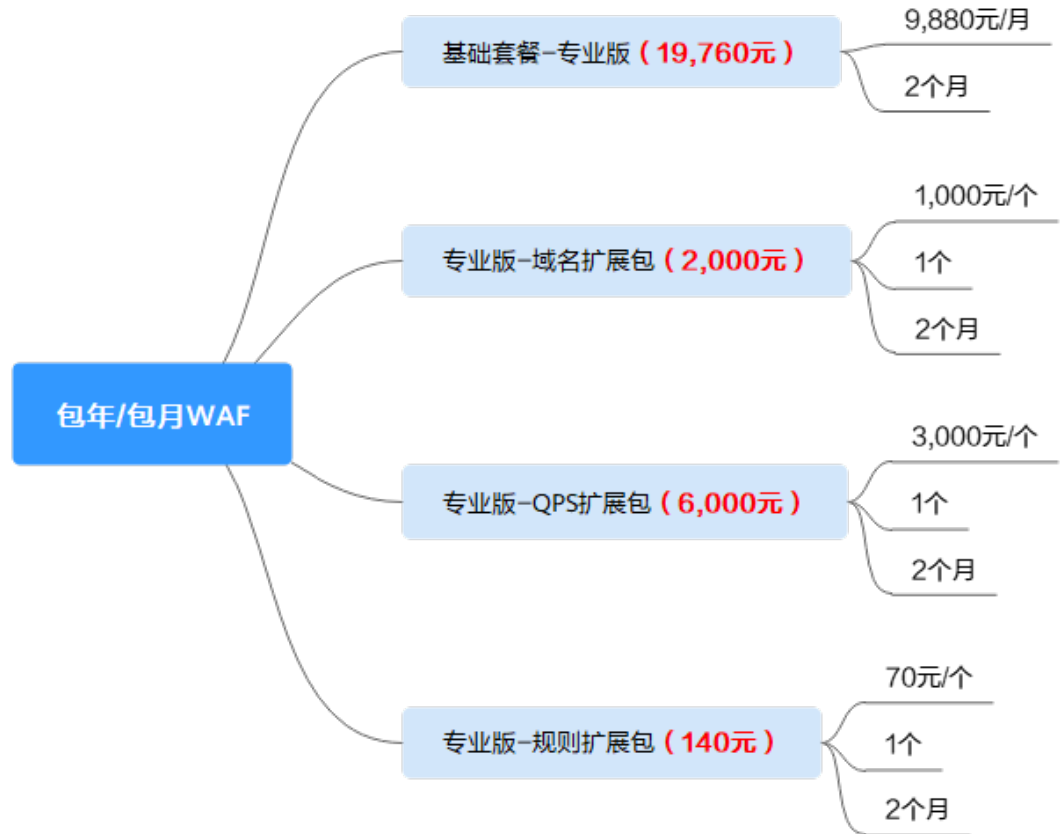 9,880元/月
基础套餐-专业版（19,760元）
2个月
1,000元/个
专业版-域名扩展包（2,000元）
1个
2个月
包年/包月WAF
3,000元/个
专业版-QPS扩展包（6,000元）
1个
2个月
70元/个
专业版-规则扩展包（140元）
1个
2个月